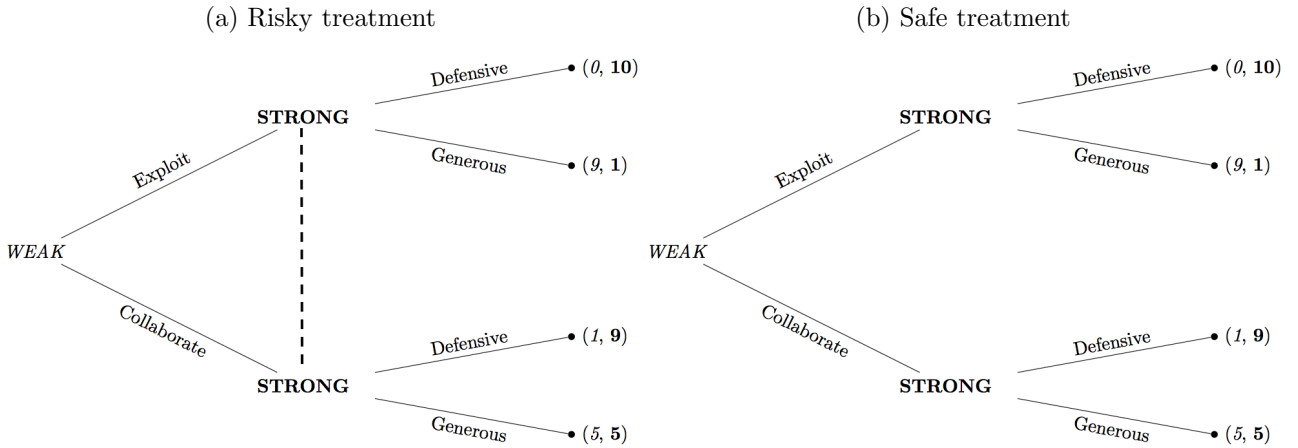 (a) Risky treatment
WEAK
Exploit
Collaborate
STRONG
Defensive
(0, 10)
Generous
(9, 1)
STRONG
Defensive
(1, 9)
Generous
(5, 5)
(b) Safe treatment
WEAK
Exploit
Collaborate
STRONG
Defensive
(0, 10)
Generous
(9, 1)
STRONG
Defensive
(1, 9)
Generous
(5, 5)